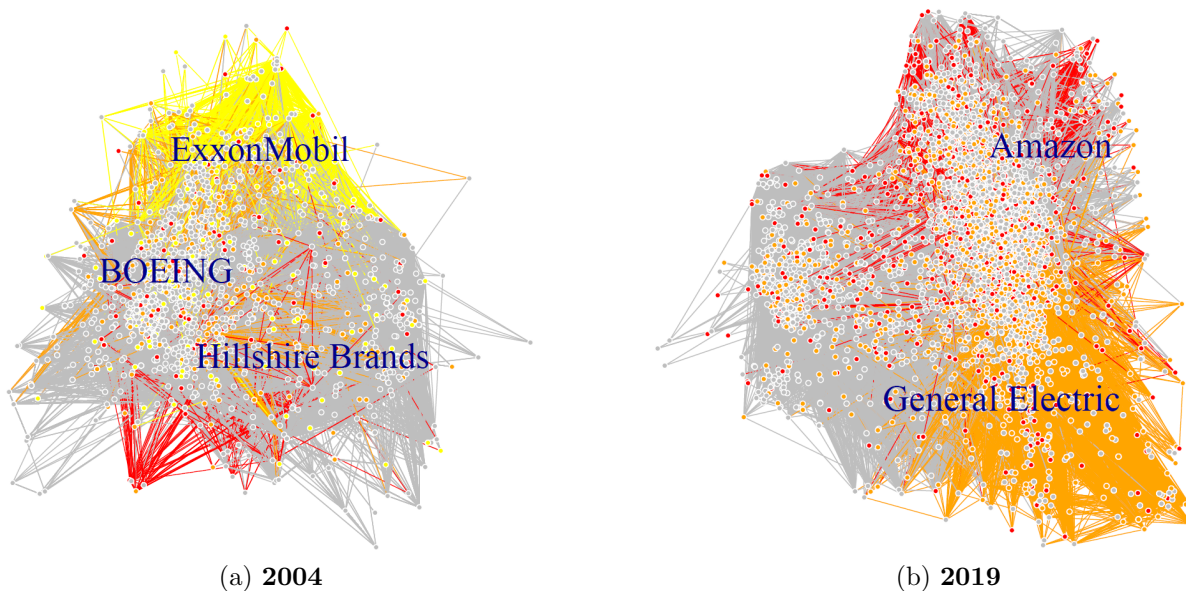 ExxonMobil
BOEING
Hillshire Brands
(a) 2004
Amazon
General Electric
(b) 2019